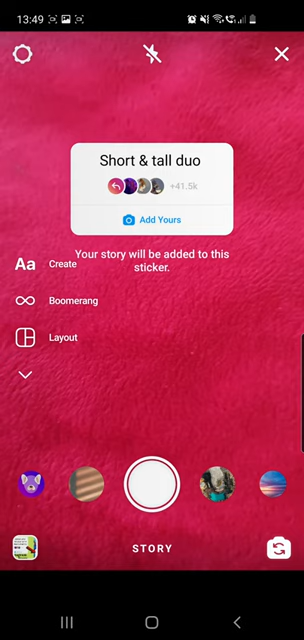 13:49
Short & tall duo
+41.5k
Add Yours
Your story will be added to this
sticker.
Aa Create
Boomerang
Layout
STORY